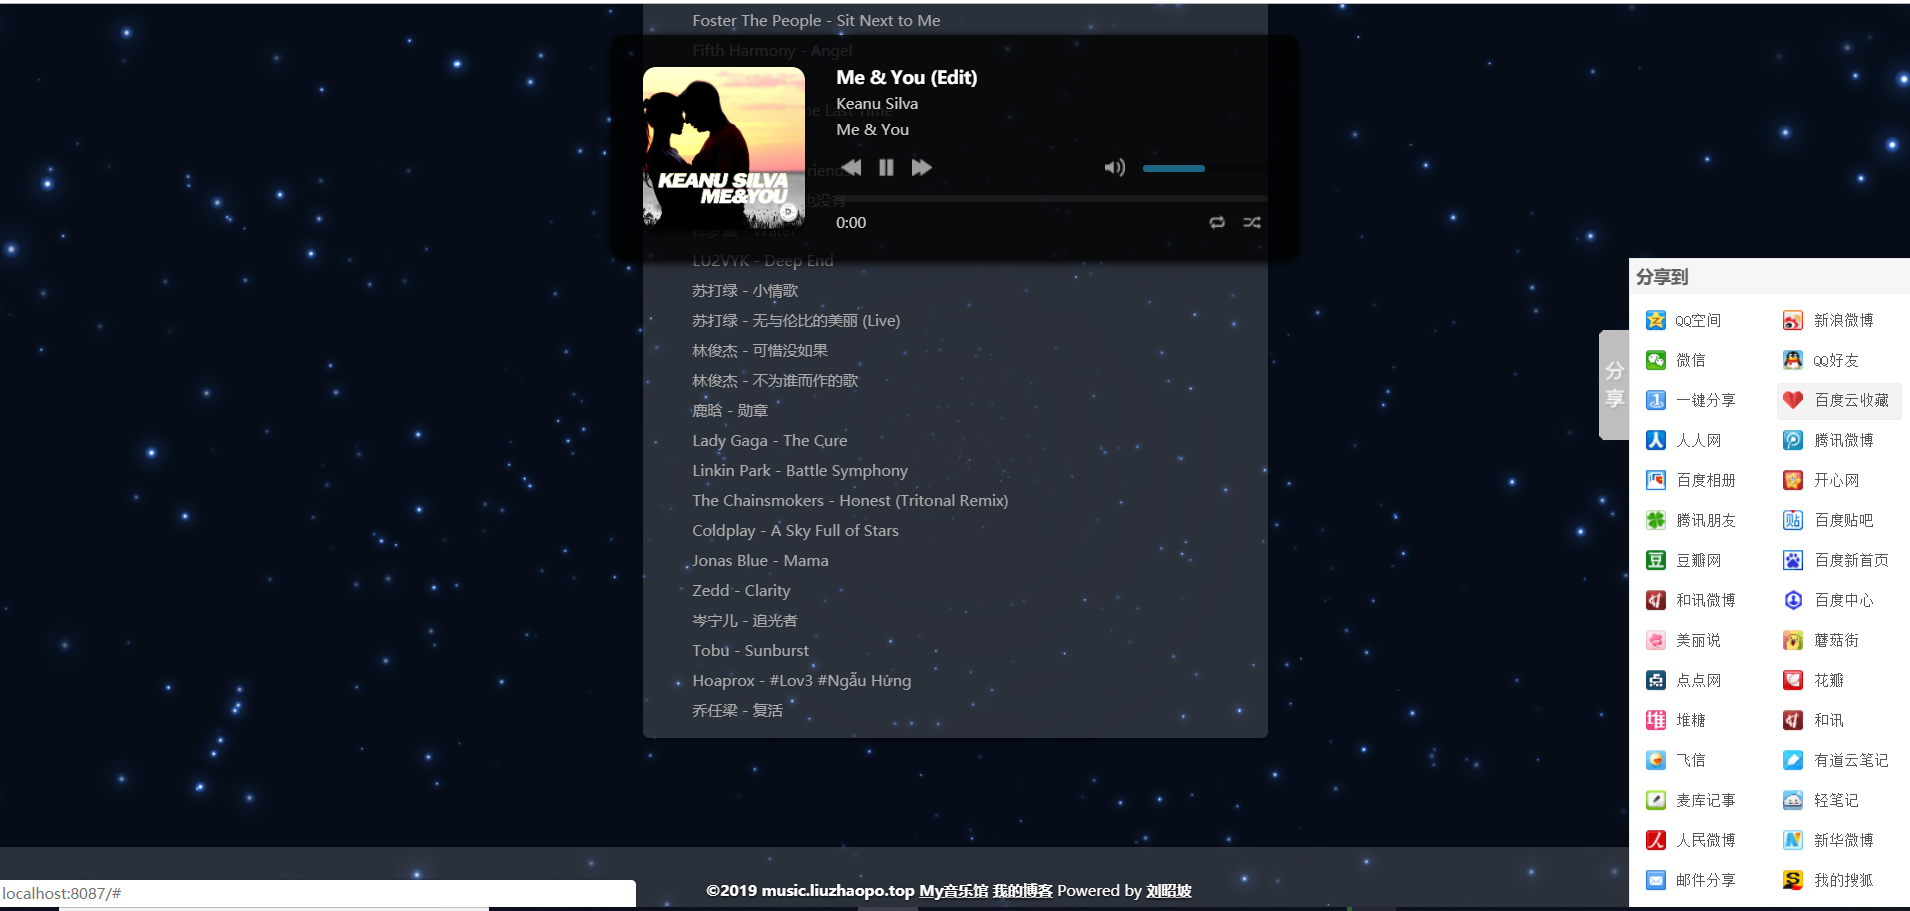 Foster The People - Sit Next to Me
Fifth Harmony - Angel
Me & You (Edit)
Keanu Silva
Me & You
KEANU SILVA
ME&YOU
0:00
LU2VYK - Deep End
苏打绿 - 小情歌
苏打绿 - 无与伦比的美丽 (Live)
林俊杰 - 可惜没如果
林俊杰 - 不为谁而作的歌
鹿晗 - 勋章
Lady Gaga - The Cure
Linkin Park - Battle Symphony
The Chainsmokers - Honest (Tritonal Remix)
Coldplay - A Sky Full of Stars
Jonas Blue - Mama
Zedd - Clarity
岑宁儿 - 追光者
Tobu - Sunburst
Hoaprox - #Lov3 #Ngẫu Hứng
乔任梁 - 复活
分享
分享到
QQ空间 新浪微博
微信 QQ好友
一键分享 百度云收藏
人人网 腾讯微博
百度相册 开心网
腾讯朋友 百度贴吧
豆瓣网 百度新首页
和讯微博 百度中心
美丽说 蘑菇街
点点网 花瓣
堆糖 和讯
飞信 有道云笔记
麦库记事 轻笔记
人民微博 新华微博
邮件分享 我的搜狐
©2019 music.liuzhaopo.top My音乐馆 我的博客 Powered by 刘昭坡
localhost:8087/#